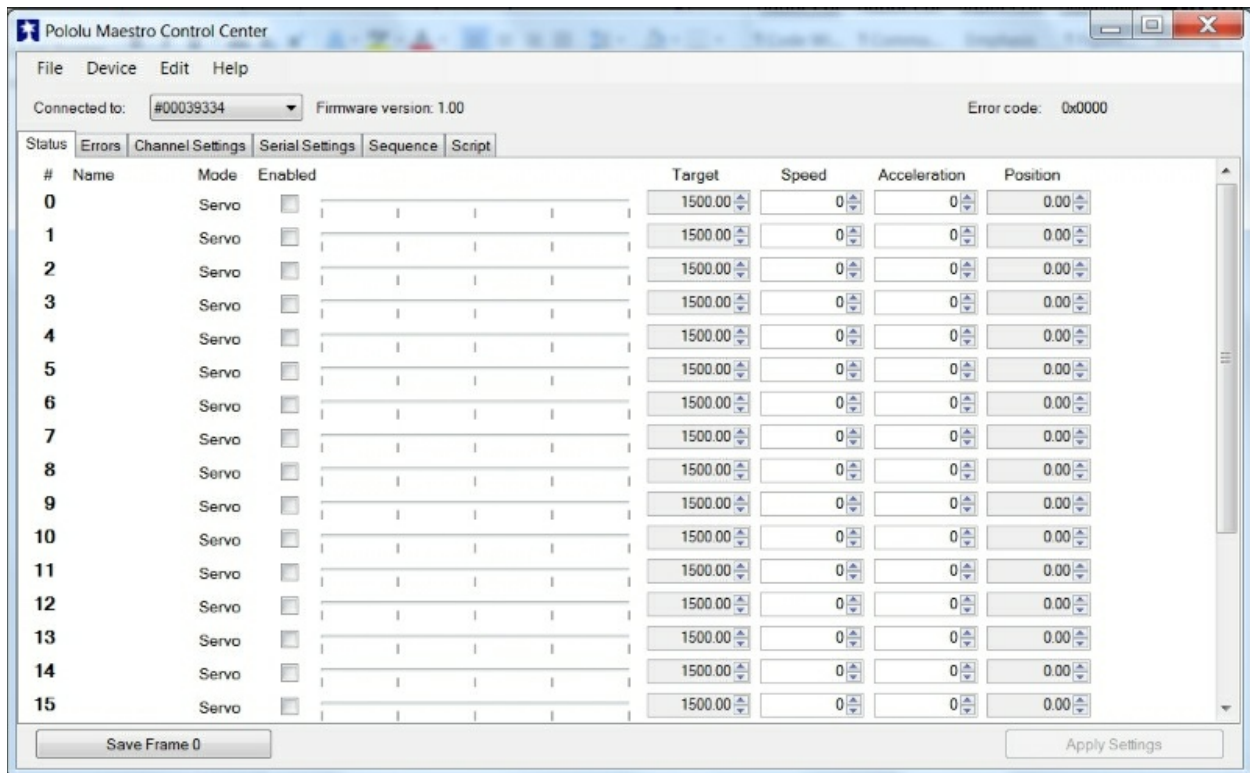 Pololu Maestro Control Center
File Device Edit Help
Connected to: #00039334 Firmware version: 1.00 Error code: 0x0000
Status Errors Channel Settings Serial Settings Sequence Script
# Name Mode Enabled Target Speed Acceleration Position
0 Servo 1500.00 0 0 0.00
1 Servo 1500.00 0 0 0.00
2 Servo 1500.00 0 0 0.00
3 Servo 1500.00 0 0 0.00
4 Servo 1500.00 0 0 0.00
5 Servo 1500.00 0 0 0.00
6 Servo 1500.00 0 0 0.00
7 Servo 1500.00 0 0 0.00
8 Servo 1500.00 0 0 0.00
9 Servo 1500.00 0 0 0.00
10 Servo 1500.00 0 0 0.00
11 Servo 1500.00 0 0 0.00
12 Servo 1500.00 0 0 0.00
13 Servo 1500.00 0 0 0.00
14 Servo 1500.00 0 0 0.00
15 Servo 1500.00 0 0 0.00
Save Frame 0 Apply Settings